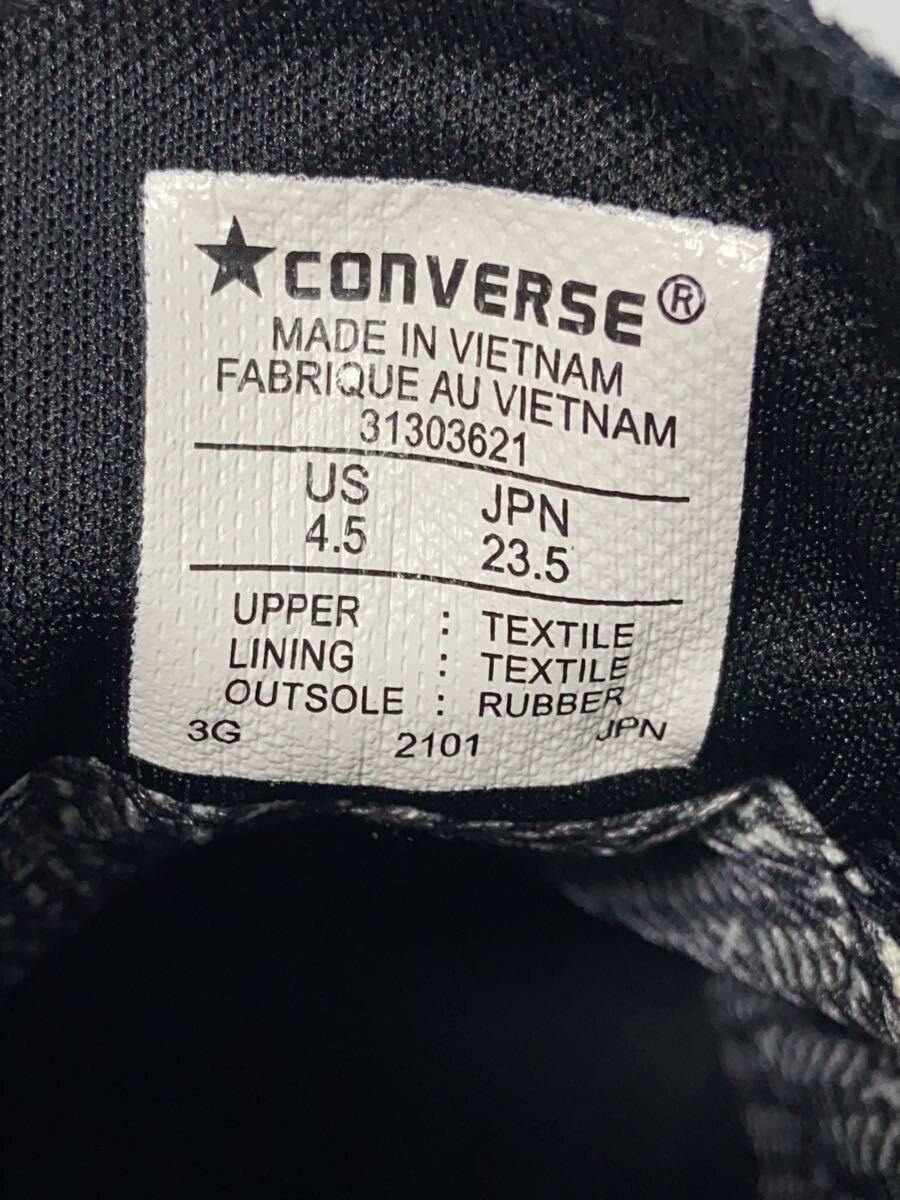 ★CONVERSE®
MADE IN VIETNAM
FABRIQUE AU VIETNAM
31303621
US JPN
4.5 23.5
UPPER : TEXTILE
LINING : TEXTILE
OUTSOLE : RUBBER
3G 2101 JPN